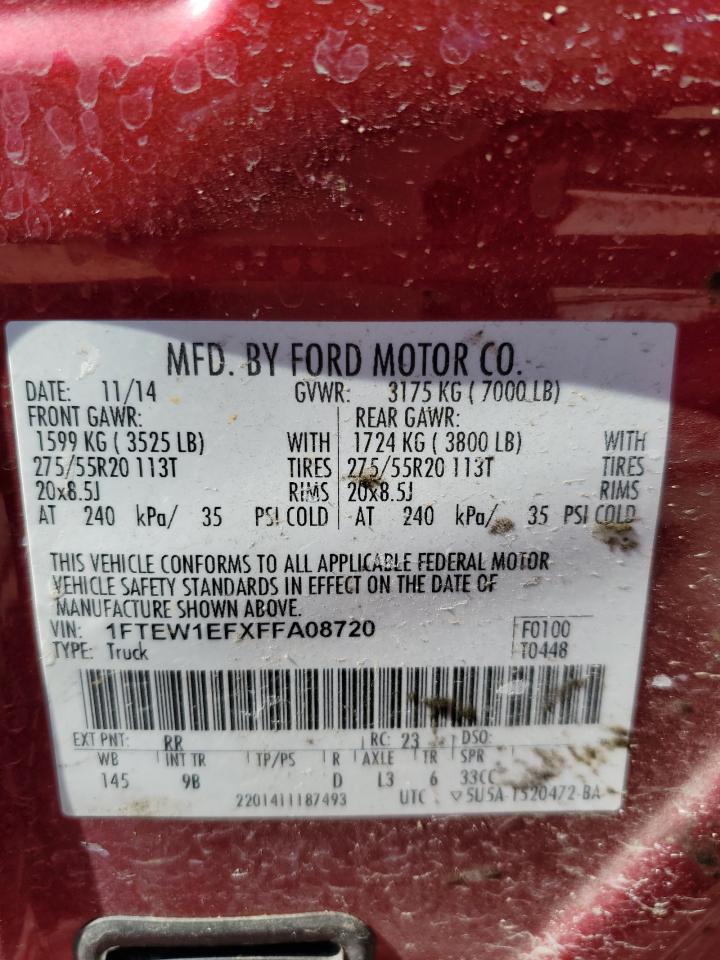 MFD. BY FORD MOTOR CO.
DATE: 11/14 GVWR: 3175 KG ( 7000 LB)
FRONT GAWR: REAR GAWR:
1599 KG ( 3525 LB) WITH 1724 KG ( 3800 LB) WITH
275/55R20 113T TIRES 275/55R20 113T TIRES
20x8.5J RIMS 20x8.5J RIMS
AT 240 kPa/ 35 PSI COLD AT 240 kPa/ 35 PSI COLD
THIS VEHICLE CONFORMS TO ALL APPLICABLE FEDERAL MOTOR
VEHICLE SAFETY STANDARDS IN EFFECT ON THE DATE OF
MANUFACTURE SHOWN ABOVE.
VIN: 1FTEW1EFXFFA08720 F0100
TYPE: Truck T0448
EXT PNT: RR RC: 23 DSO:
WB INT TR TP/PS R AXLE TR SPR
145 9B D L3 6 33CC
2201411187493 UTC ▽5U5A-1520472-BA